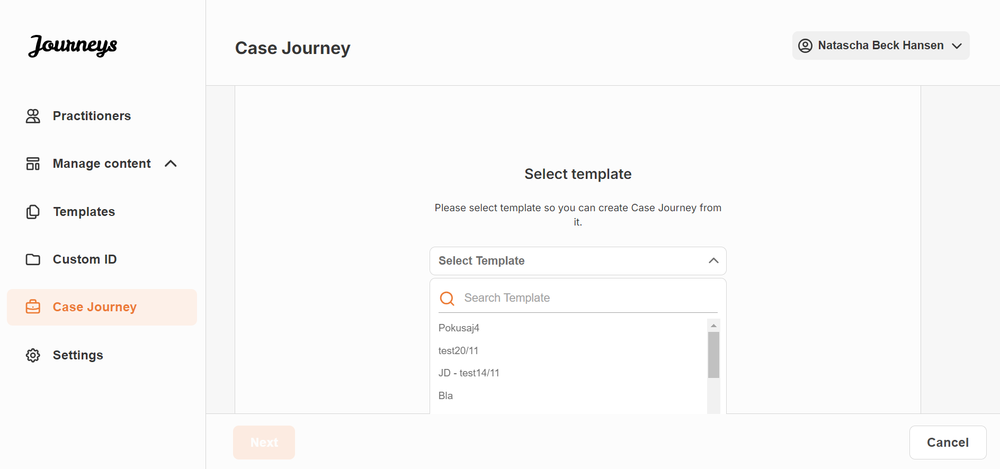 Journeys
Case Journey
Natascha Beck Hansen
Practitioners
Manage content
Templates
Custom ID
Case Journey
Settings
Select template
Please select template so you can create Case Journey from
it.
Select Template
Search Template
Pokusaj4
test20/11
JD - test14/11
Bla
Next
Cancel